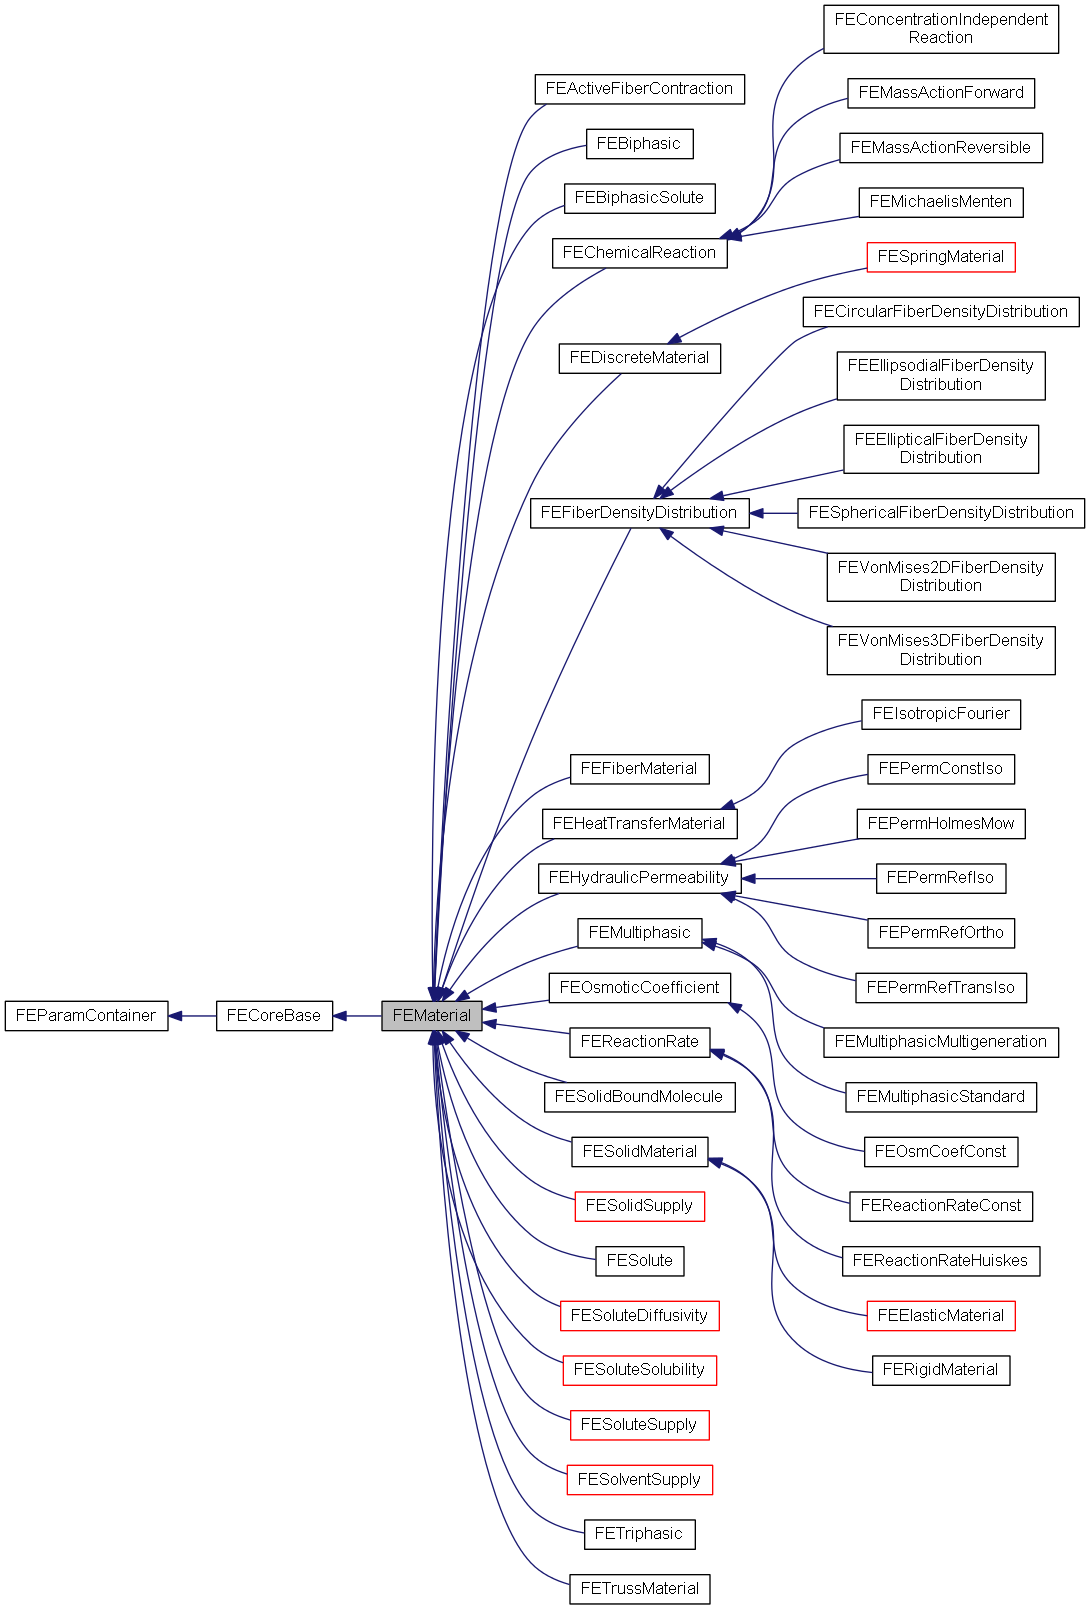 FEConcentrationIndependent
Reaction
FEActiveFiberContraction
FEMassActionForward
FEBiphasic
FEMassActionReversible
FEBiphasicSolute
FEMichaelisMenten
FEChemicalReaction
FESpringMaterial
FECircularFiberDensityDistribution
FEDiscreteMaterial
FEEllipsodialFiberDensity
Distribution
FEEllipticalFiberDensity
Distribution
FEFiberDensityDistribution
FESphericalFiberDensityDistribution
FEVonMises2DFiberDensity
Distribution
FEVonMises3DFiberDensity
Distribution
FEIsotropicFourier
FEFiberMaterial
FEPermConstIso
FEHeatTransferMaterial
FEPermHolmesMow
FEHydraulicPermeability
FEPermRefIso
FEMultiphasic
FEPermRefOrtho
FEOsmoticCoefficient
FEPermRefTransIso
FEParamContainer
FECoreBase
FEMaterial
FEReactionRate
FEMultiphasicMultigeneration
FESolidBoundMolecule
FEMultiphasicStandard
FESolidMaterial
FEOsmCoefConst
FESolidSupply
FEReactionRateConst
FESolute
FEReactionRateHuiskes
FESoluteDiffusivity
FEElasticMaterial
FESoluteSolubility
FERigidMaterial
FESoluteSupply
FESolventSupply
FETriphasic
FETrussMaterial